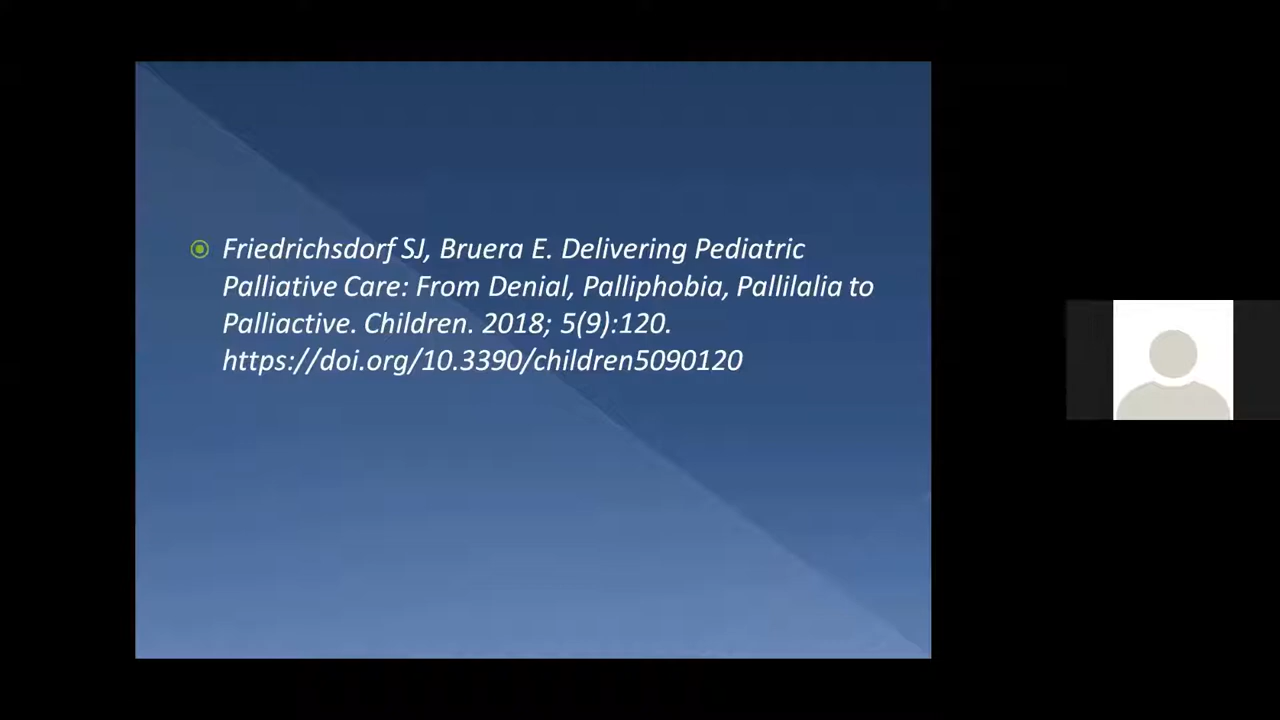 Friedrichsdorf SJ, Bruera E. Delivering Pediatric
Palliative Care: From Denial, Palliphobia, Pallilalia to
Palliactive. Children. 2018; 5(9):120.
https://doi.org/10.3390/children5090120